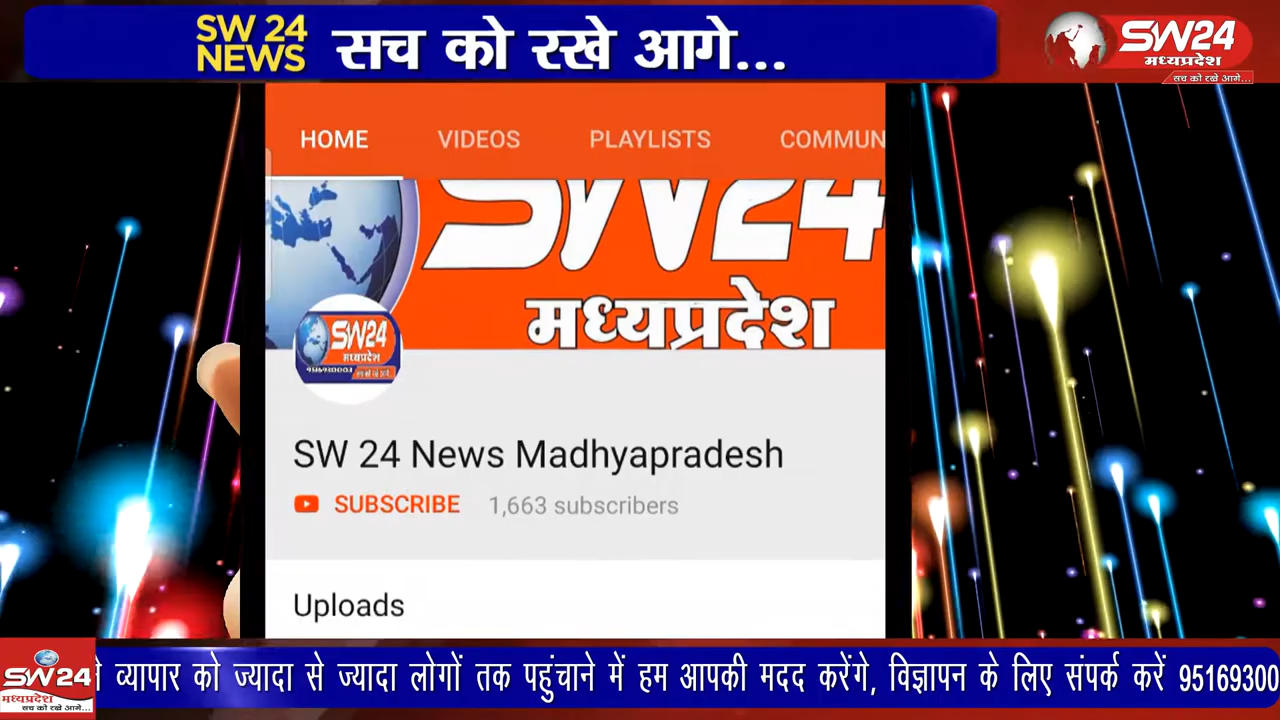 SW 24
NEWS
सच को रखे आगे...
SW24
मध्यप्रदेश
सच को रखे आगे...
HOME VIDEOS PLAYLISTS COMMUN
SW24
मध्यप्रदेश
SW24
मध्यप्रदेश
SW 24 News Madhyapradesh
SUBSCRIBE 1,663 subscribers
Uploads
SW24
मध्यप्रदेश
सच को रखे आगे...
व्यापार को ज्यादा से ज्यादा लोगों तक पहुंचाने में हम आपकी मदद करेंगे, विज्ञापन के लिए संपर्क करें 95169300